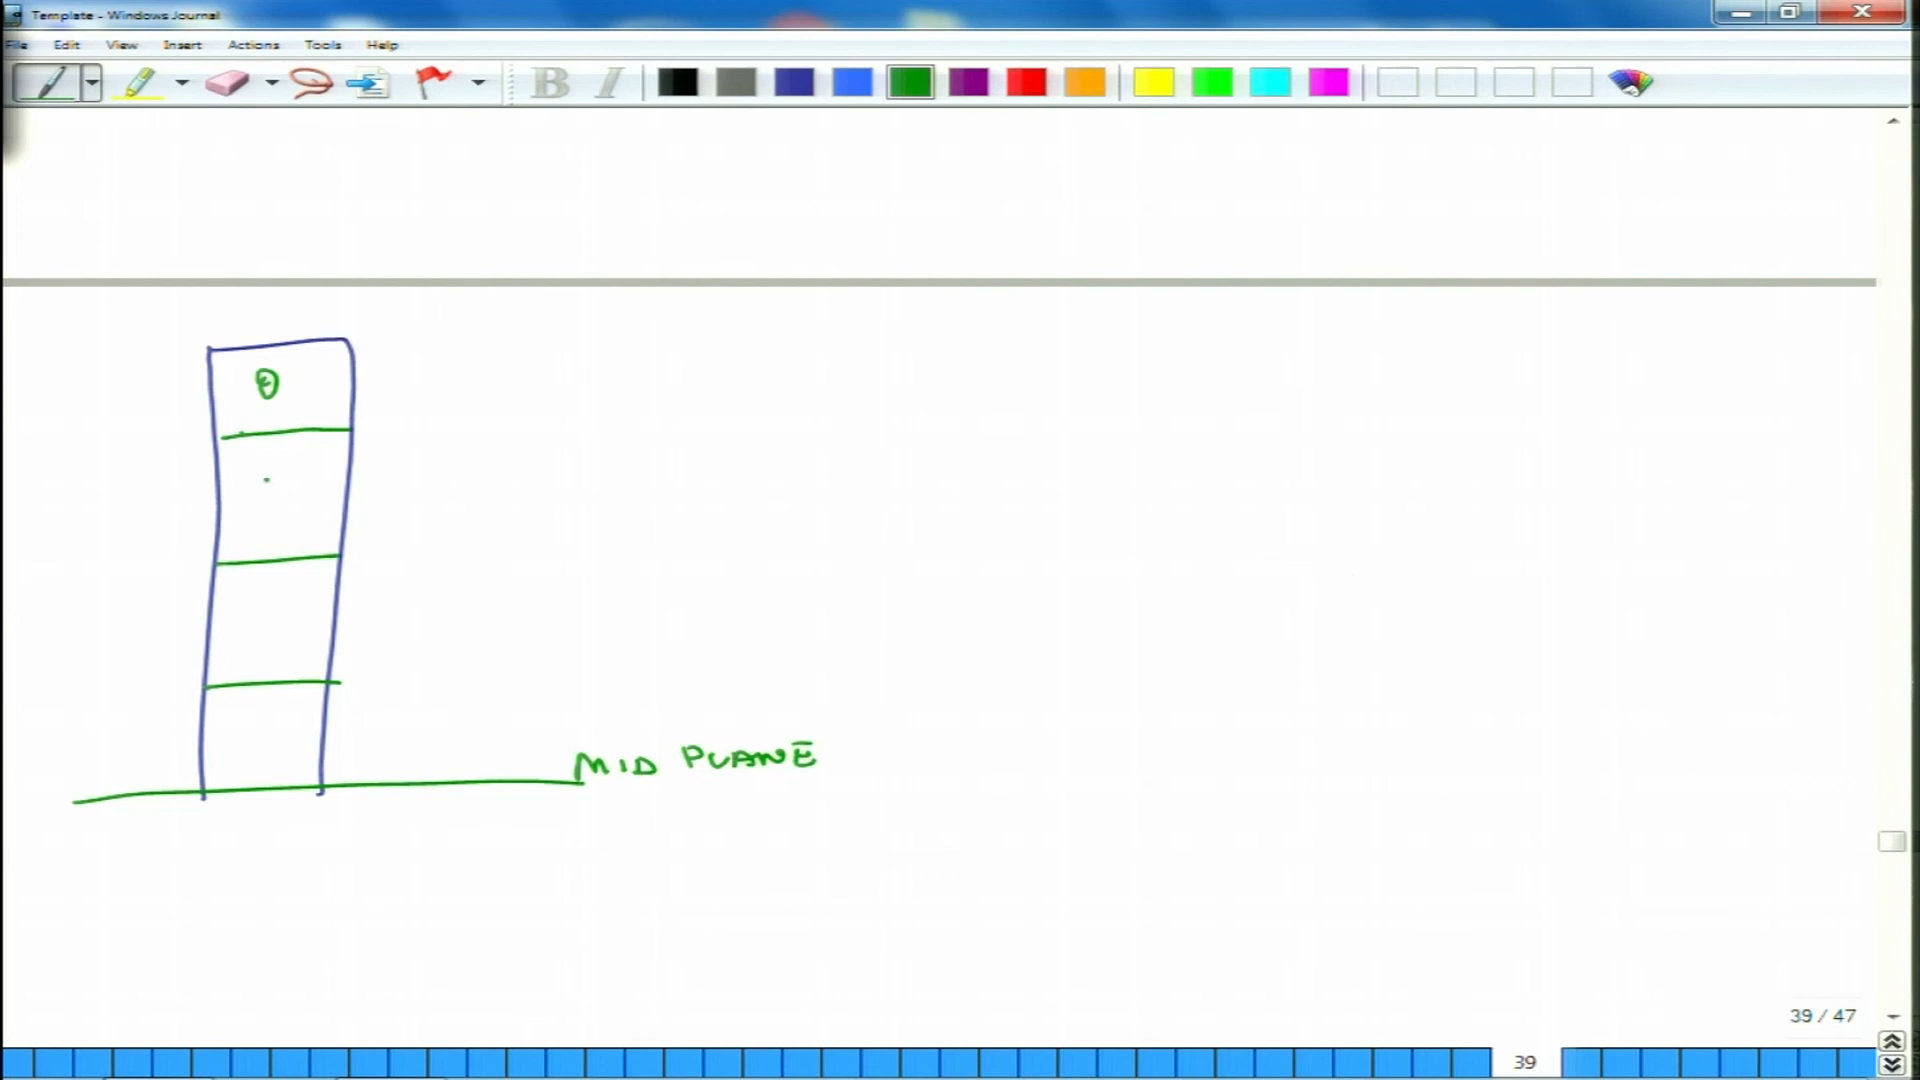 Template - Windows Journal
File Edit View Insert Actions Tools Help
B I
MID PLANE
39 / 47
39